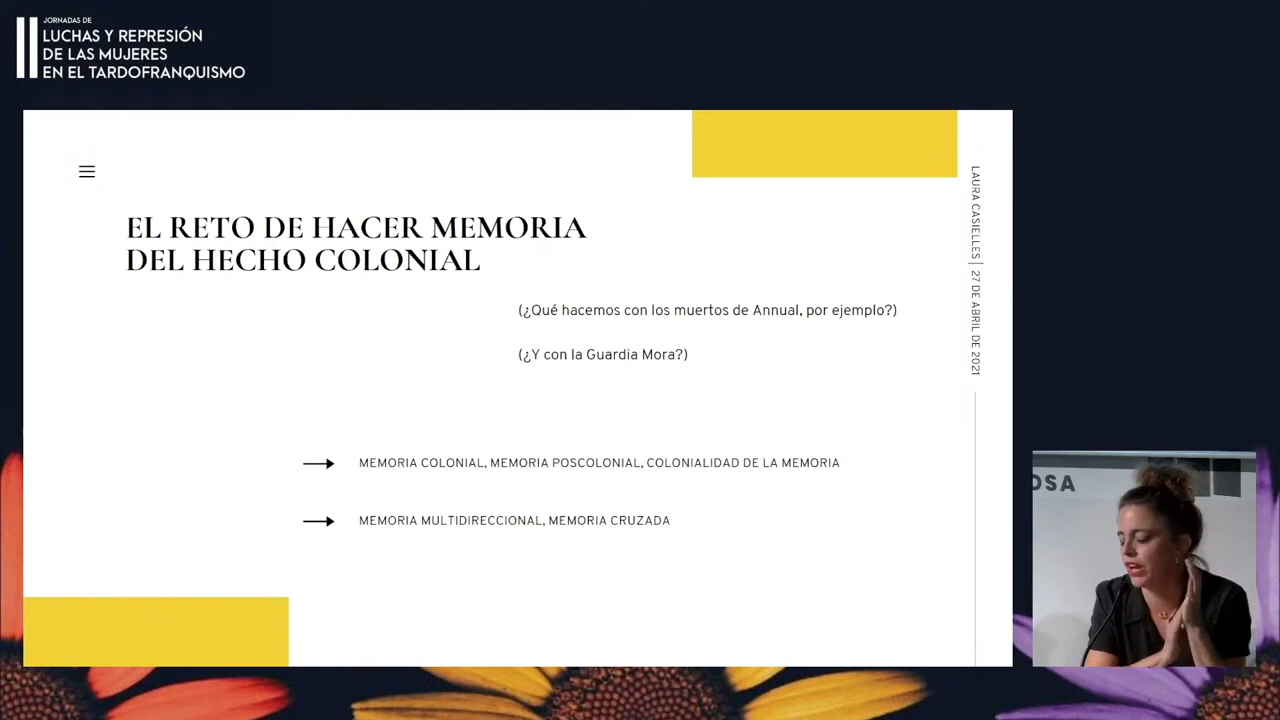 JORNADAS DE
LUCHAS Y REPRESIÓN
DE LAS MUJERES
EN EL TARDOFRANQUISMO
EL RETO DE HACER MEMORIA
DEL HECHO COLONIAL
(¿Qué hacemos con los muertos de Annual, por ejemplo?)
(¿Y con la Guardia Mora?)
MEMORIA COLONIAL, MEMORIA POSCOLONIAL, COLONIALIDAD DE LA MEMORIA
MEMORIA MULTIDIRECCIONAL, MEMORIA CRUZADA
LAURA CASIELLES | 27 DE ABRIL DE 2021
OSA